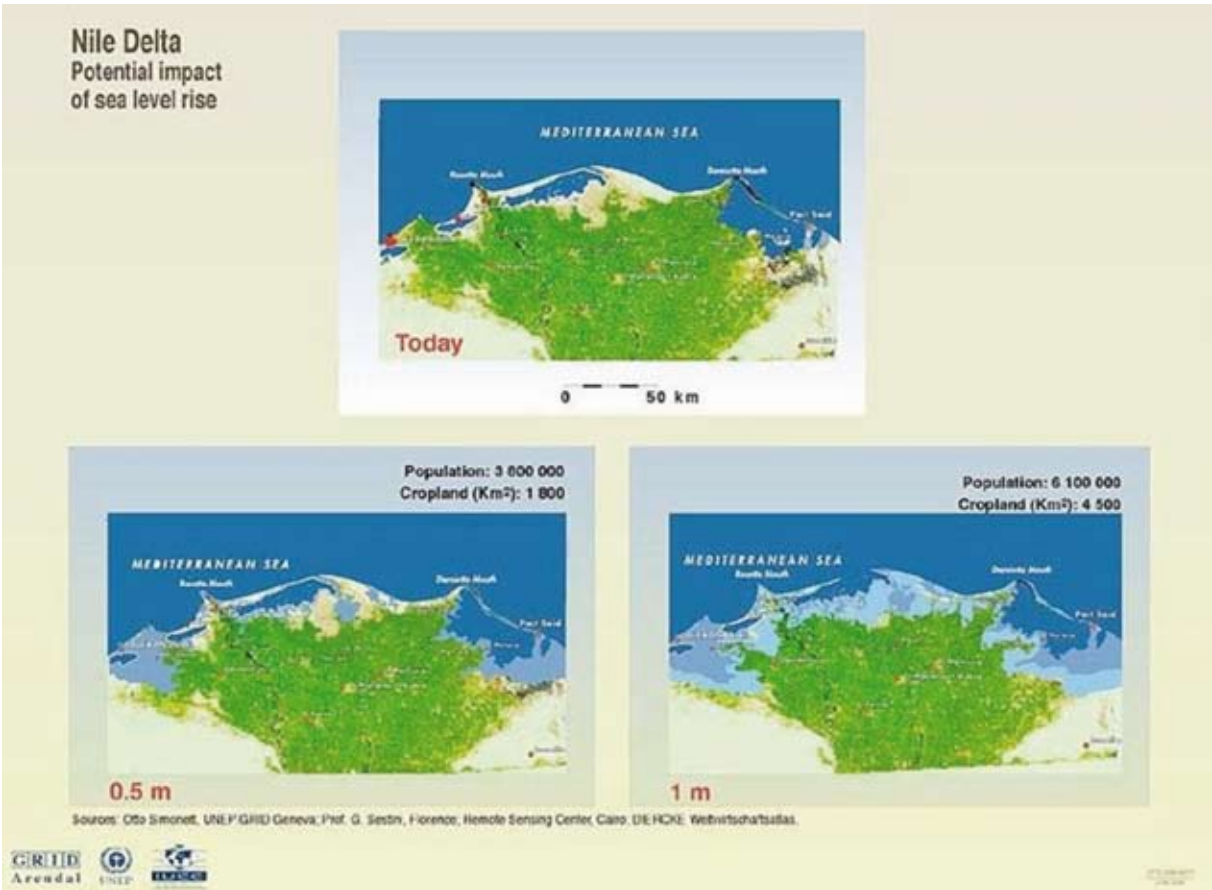 Nile Delta
Potential impact
of sea level rise
MEDITERRANEAN SEA
Rosetta Mouth
Damietta Mouth
Port Said
Today
0 50 km
Population: 3 800 000
Cropland (Km²): 1 800
MEDITERRANEAN SEA
Rosetta Mouth
Damietta Mouth
Port Said
0.5 m
Population: 6 100 000
Cropland (Km²): 4 500
MEDITERRANEAN SEA
Rosetta Mouth
Damietta Mouth
Port Said
1 m
Sources: Otto Simonett, UNEP/GRID Geneva; Prof. G. Sestini, Florence; Remote Sensing Center, Cairo; DIERCKE Weltwirtschaftsatlas.
GRID
Arendal
UNEP